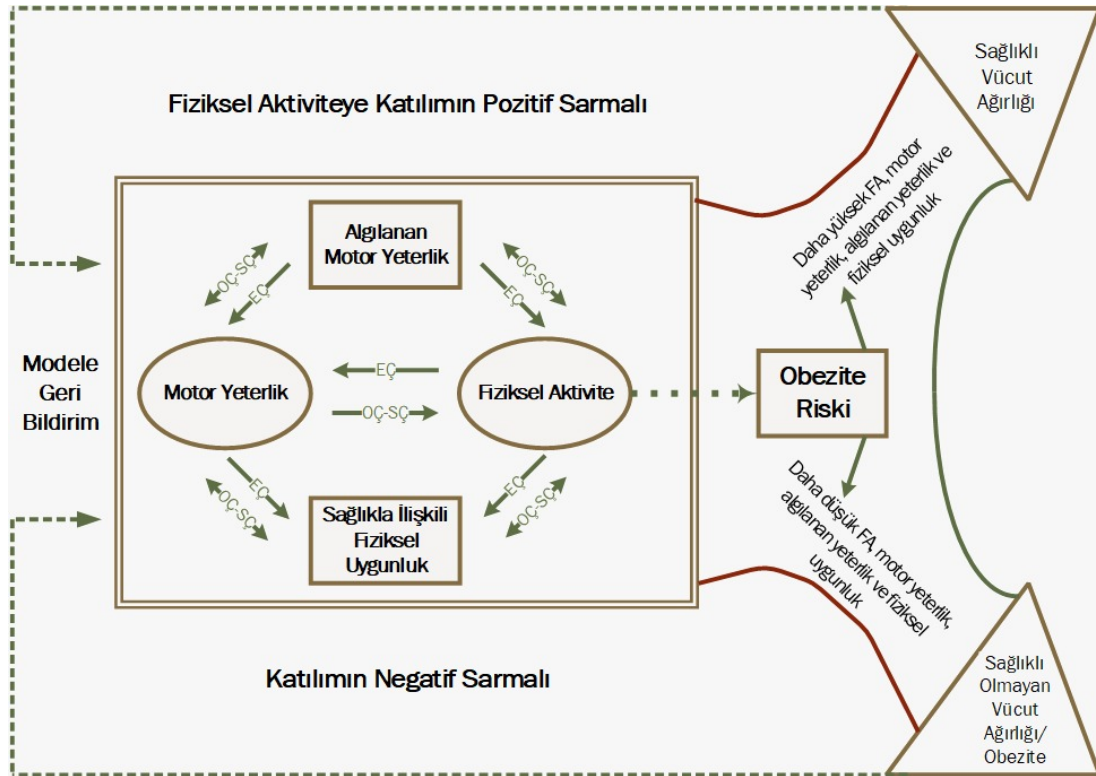 Sağlıklı
Vücut
Ağırlığı
Fiziksel Aktiviteye Katılımın Pozitif Sarmalı
Daha yüksek FA, motor
yeterlik, algılanan yeterlik ve
fiziksel uygunluk
Algılanan
Motor Yeterlik
OÇ-SÇ
EÇ
OÇ-SÇ
EÇ
Modele
Geri
Bildirim
Motor Yeterlik
EÇ
OÇ-SÇ
Fiziksel Aktivite
Obezite
Riski
EÇ
OÇ-SÇ
EÇ
OÇ-SÇ
Sağlıkla İlişkili
Fiziksel
Uygunluk
Daha düşük FA, motor yeterlik,
algılanan yeterlik ve fiziksel
uygunluk
Katılımın Negatif Sarmalı
Sağlıklı
Olmayan
Vücut
Ağırlığı/
Obezite